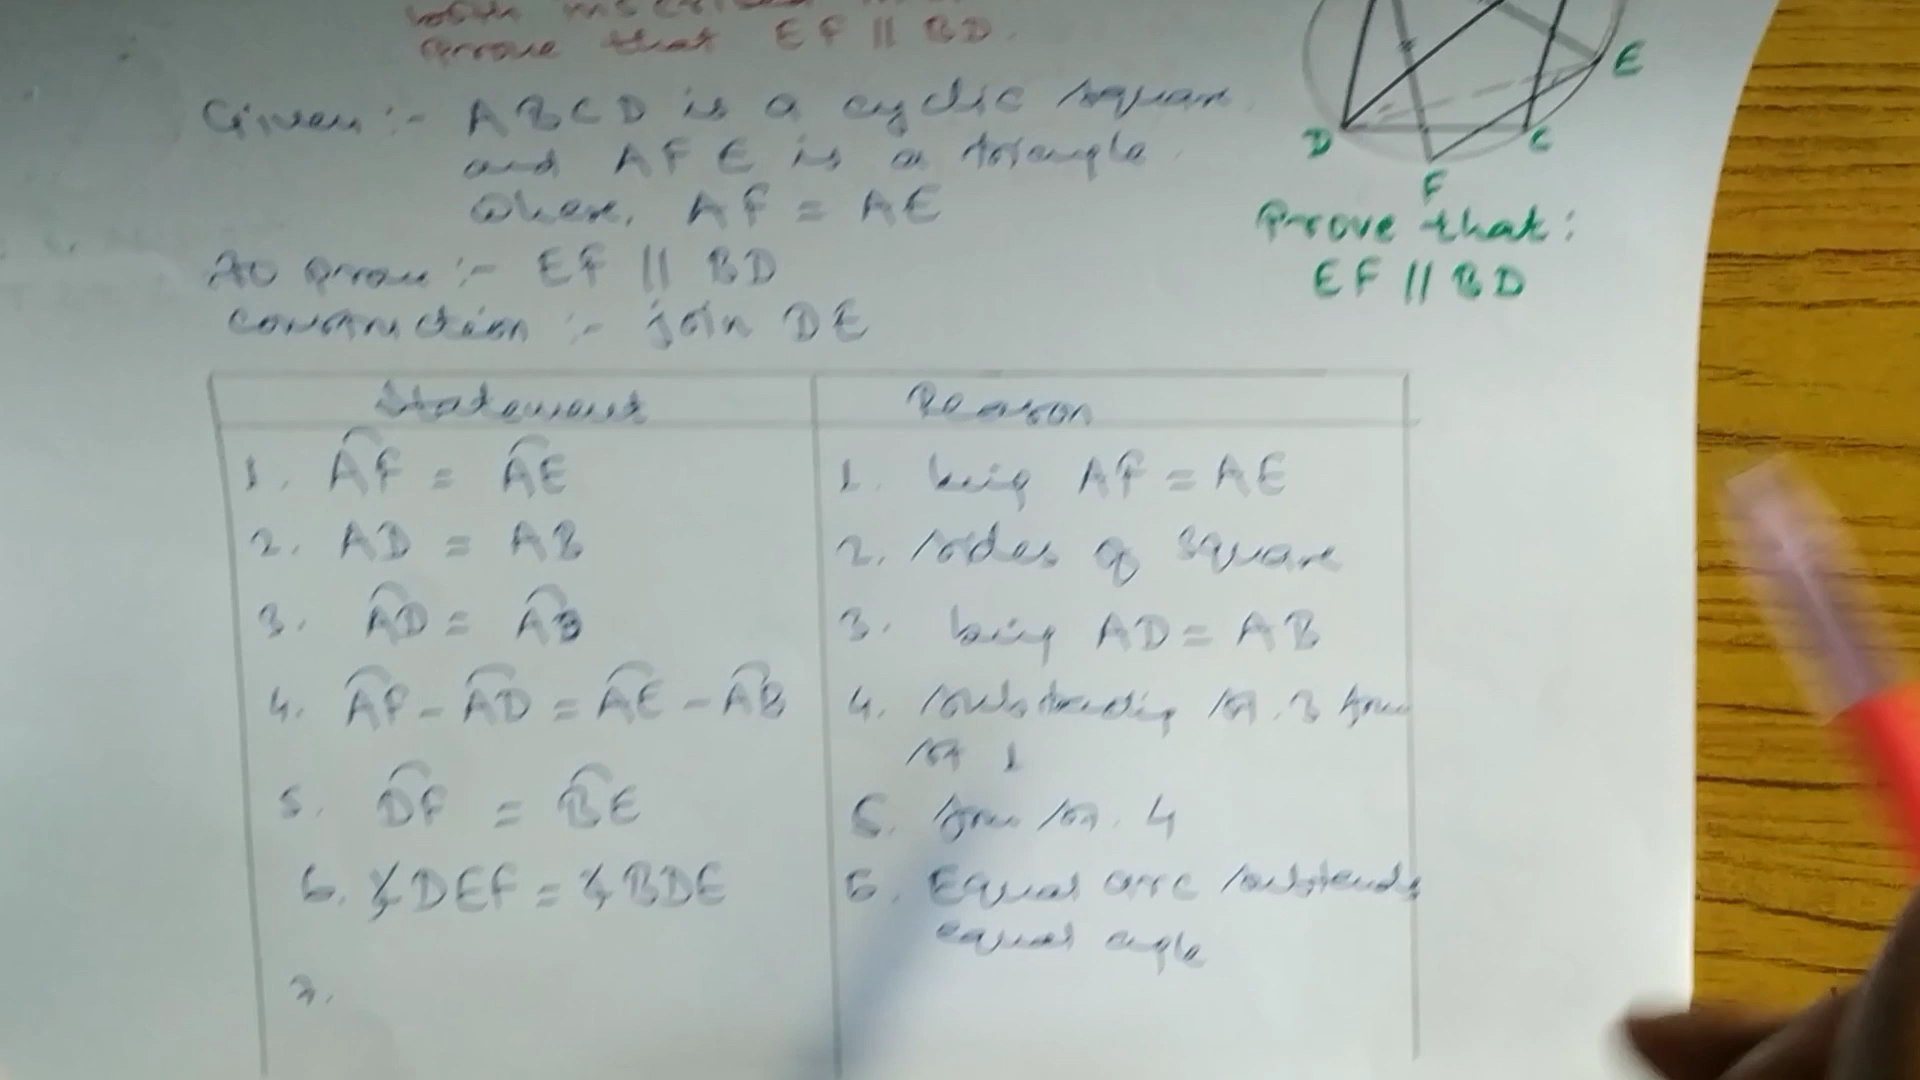 prove that EF || BD.
Given :- ABCD is a cyclic square
and AFE is a triangle.
Where, AF = AE
To prove :- EF || BD
Construction :- join DE
E
D
C
F
Prove that :
EF || BD
Statement
Reason
1. ⌒AF = ⌒AE
1. being AF = AE
2. AD = AB
2. sides of square
3. ⌒AD = ⌒AB
3. being AD = AB
4. ⌒AF - ⌒AD = ⌒AE - ⌒AB
4. substracting st. 3 from
st 1
5. ⌒DF = ⌒BE
5. from st. 4
6. ∡DEF = ∡BDE
6. Equal arc subtends
equal angle
7.